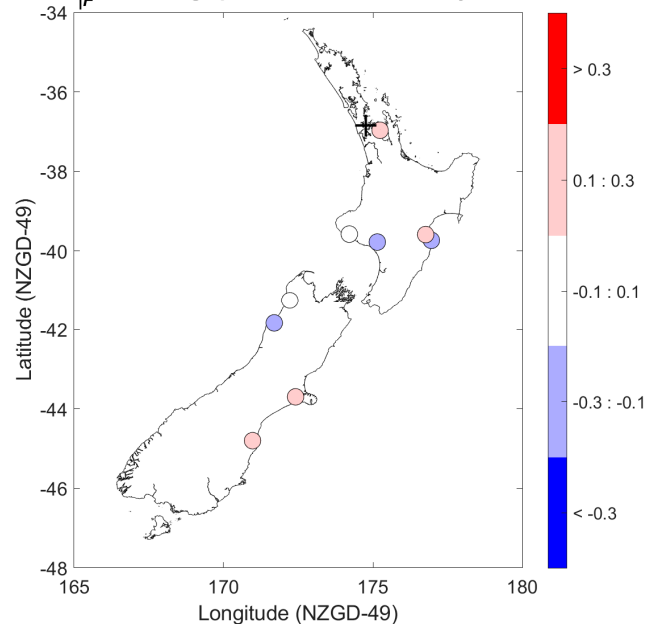 -34
-36
-38
-40
-42
-44
-46
-48
165
170
175
180
Latitude (NZGD-49)
Longitude (NZGD-49)
> 0.3
0.1 : 0.3
-0.1 : 0.1
-0.3 : -0.1
< -0.3